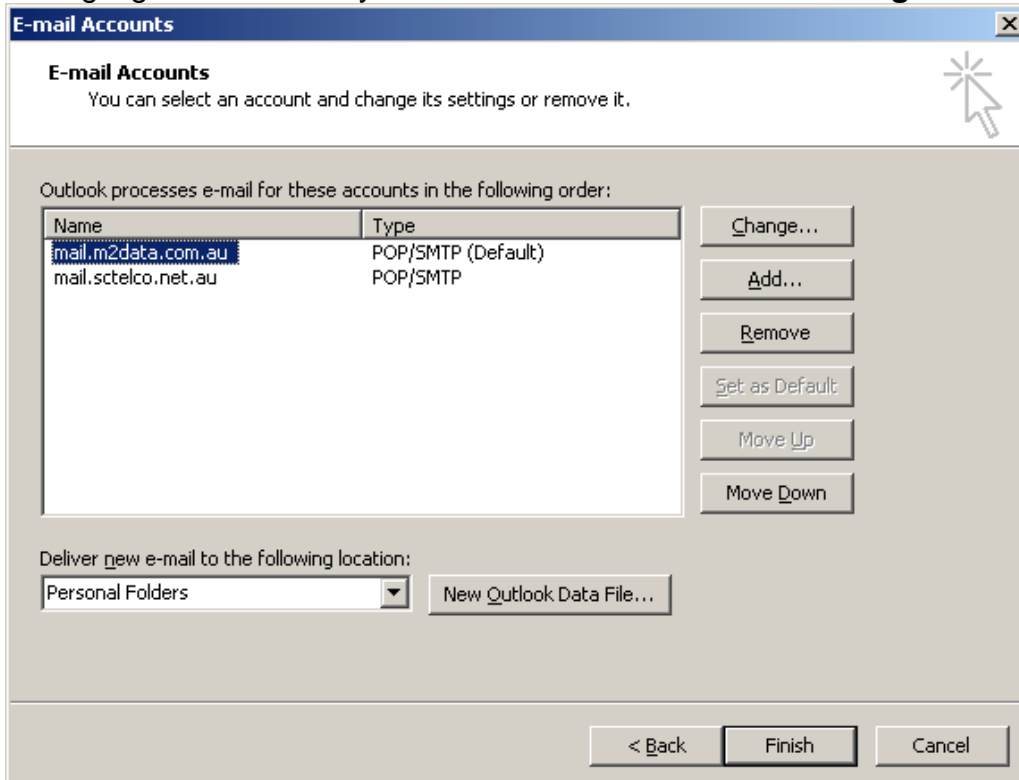 E-mail Accounts
E-mail Accounts
You can select an account and change its settings or remove it.
Outlook processes e-mail for these accounts in the following order:
Name Type
mail.m2data.com.au POP/SMTP (Default)
mail.sctelco.net.au POP/SMTP
Change...
Add...
Remove
Set as Default
Move Up
Move Down
Deliver new e-mail to the following location:
Personal Folders
New Outlook Data File...
< Back Finish Cancel